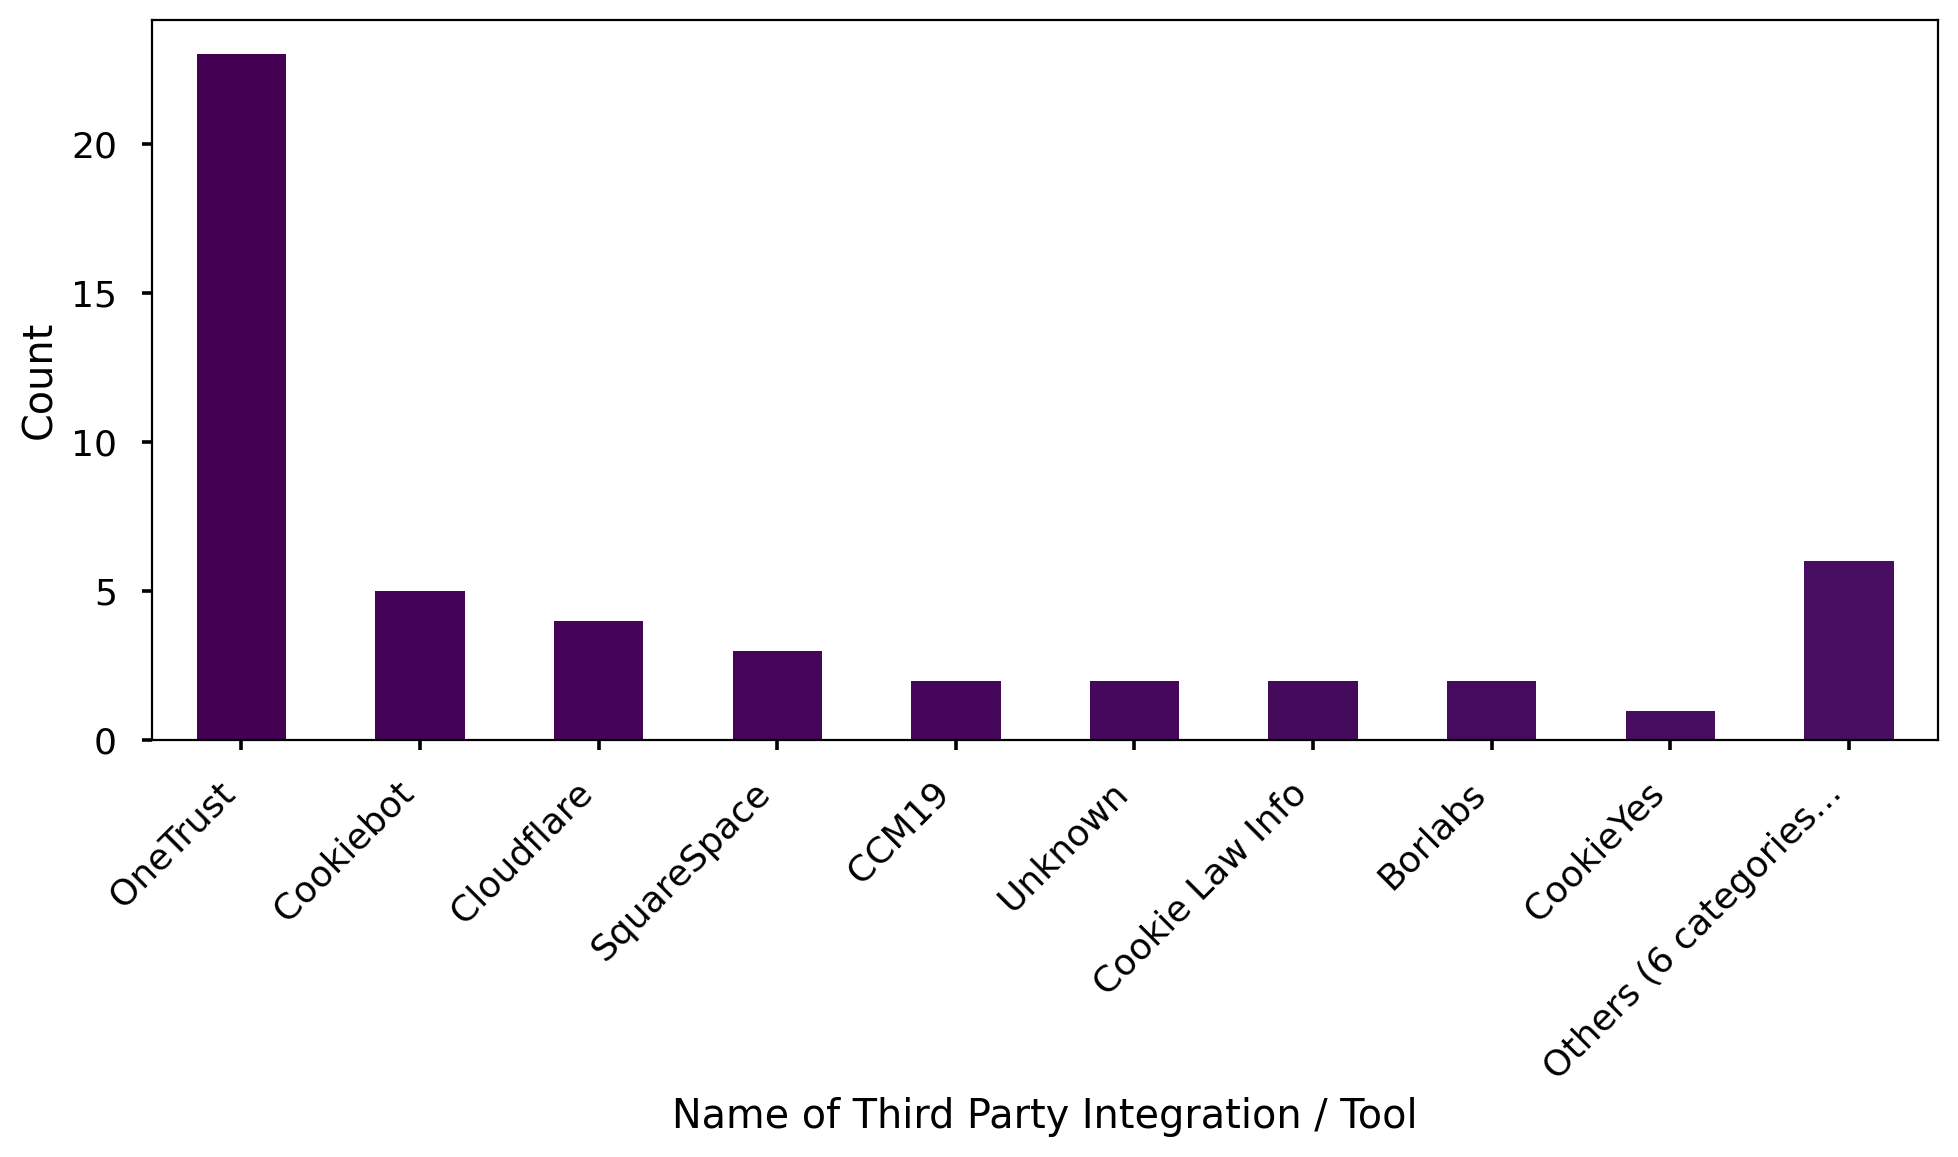 20
15
10
5
0
Count
OneTrust
Cookiebot
Cloudflare
SquareSpace
CCM19
Unknown
Cookie Law Info
Borlabs
CookieYes
Others (6 categories...
Name of Third Party Integration / Tool